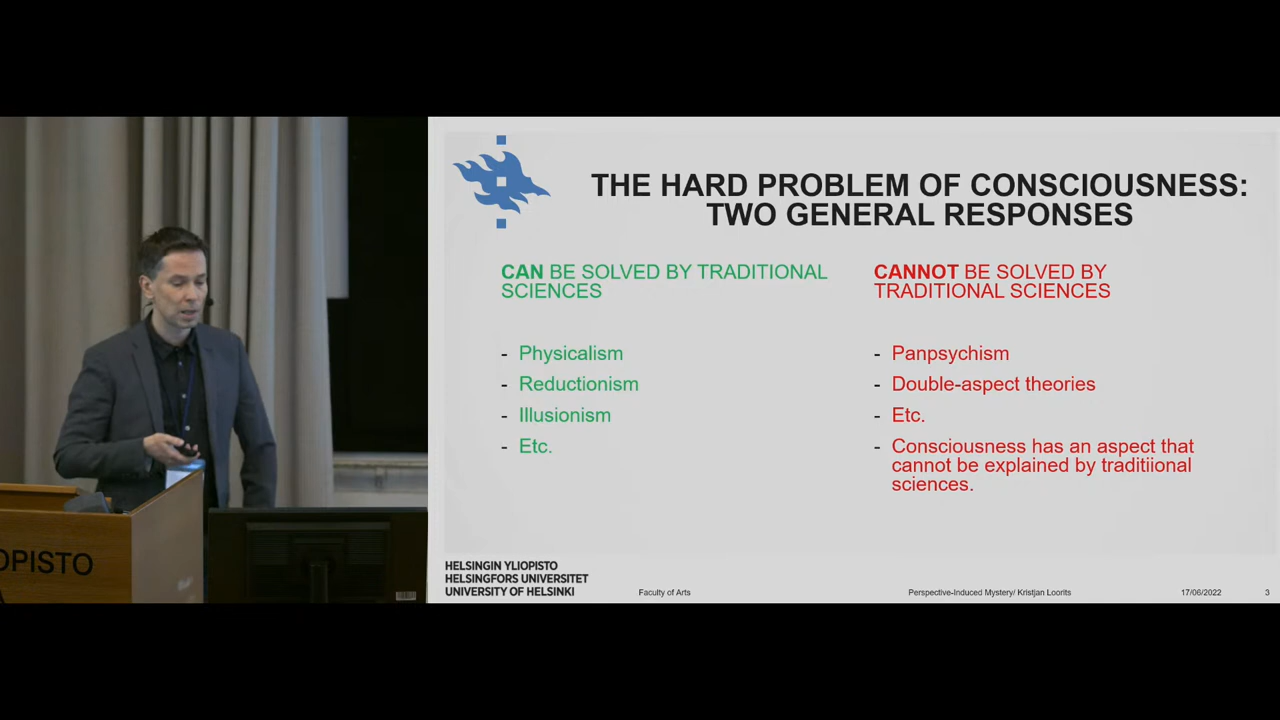 THE HARD PROBLEM OF CONSCIOUSNESS:
TWO GENERAL RESPONSES
CAN BE SOLVED BY TRADITIONAL
SCIENCES
- Physicalism
- Reductionism
- Illusionism
- Etc.
CANNOT BE SOLVED BY
TRADITIONAL SCIENCES
- Panpsychism
- Double-aspect theories
- Etc.
- Consciousness has an aspect that
cannot be explained by traditiional
sciences.
OPISTO
HELSINGIN YLIOPISTO
HELSINGFORS UNIVERSITET
UNIVERSITY OF HELSINKI
Faculty of Arts
Perspective-Induced Mystery/ Kristjan Loorits
17/06/2022
3